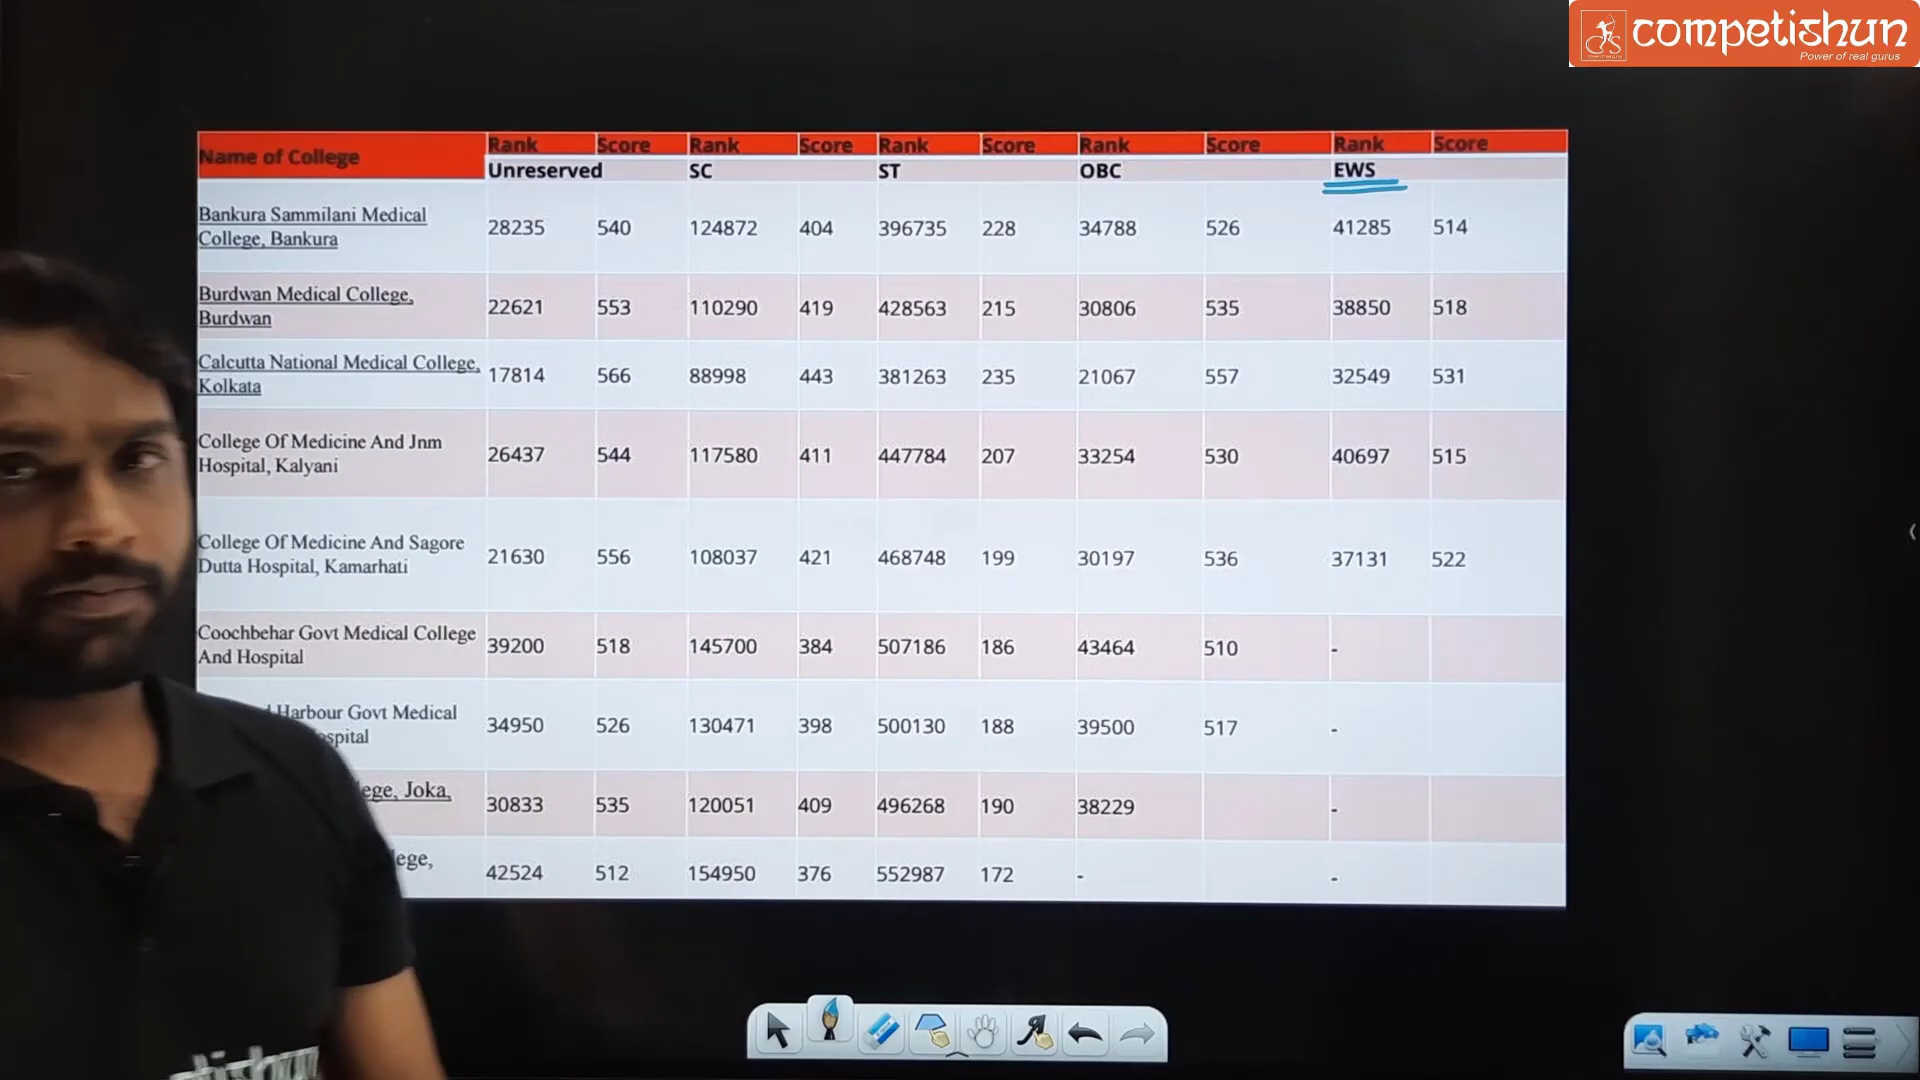 competishun
Power of real gurus
Name of College Rank Score Rank Score Rank Score Rank Score Rank Score
Unreserved SC ST OBC EWS
Bankura Sammilani Medical
College, Bankura
28235 540 124872 404 396735 228 34788 526 41285 514
Burdwan Medical College,
Burdwan
22621 553 110290 419 428563 215 30806 535 38850 518
Calcutta National Medical College,
Kolkata
17814 566 88998 443 381263 235 21067 557 32549 531
College Of Medicine And Jnm
Hospital, Kalyani
26437 544 117580 411 447784 207 33254 530 40697 515
College Of Medicine And Sagore
Dutta Hospital, Kamarhati
21630 556 108037 421 468748 199 30197 536 37131 522
Coochbehar Govt Medical College
And Hospital
39200 518 145700 384 507186 186 43464 510 -
Harbour Govt Medical
34950 526 130471 398 500130 188 39500 517 -
Joka,
30833 535 120051 409 496268 190 38229 -
42524 512 154950 376 552987 172 - -